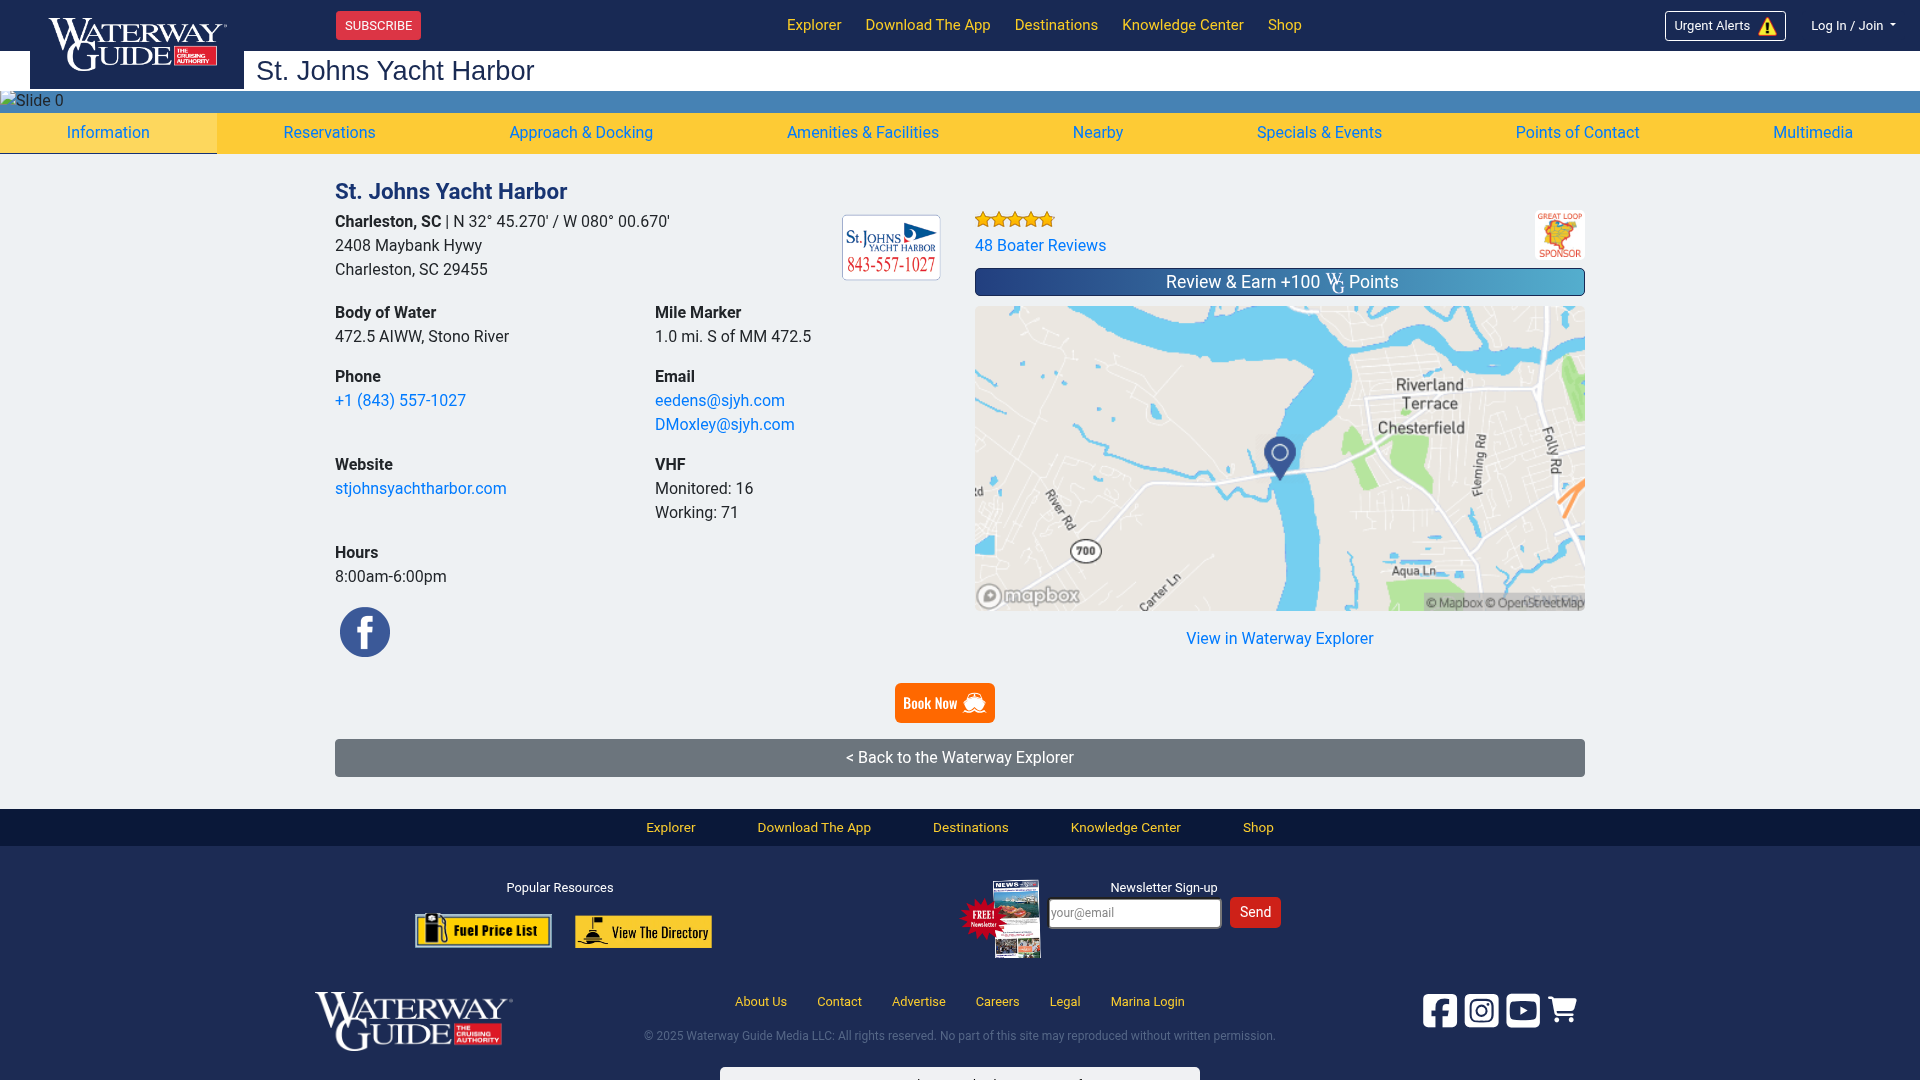 WATERWAY GUIDE THE CRUISING AUTHORITY
SUBSCRIBE
Explorer
Download The App
Destinations
Knowledge Center
Shop
Urgent Alerts
Log In / Join
St. Johns Yacht Harbor
Slide 0
Information
Reservations
Approach & Docking
Amenities & Facilities
Nearby
Specials & Events
Points of Contact
Multimedia
St. Johns Yacht Harbor
Charleston, SC | N 32° 45.270' / W 080° 00.670'
2408 Maybank Hywy
Charleston, SC 29455
St.Johns
YACHT HARBOR
843-557-1027
Body of Water
472.5 AIWW, Stono River
Mile Marker
1.0 mi. S of MM 472.5
Phone
+1 (843) 557-1027
Email
eedens@sjyh.com
DMoxley@sjyh.com
Website
stjohnsyachtharbor.com
VHF
Monitored: 16
Working: 71
Hours
8:00am-6:00pm
48 Boater Reviews
GREAT LOOP
SPONSOR
Review & Earn +100 WG Points
Riverland
Terrace
Chesterfield
Fleming Rd
Folly Rd
River Rd
Rd
700
Carter Ln
Aqua Ln
mapbox
© Mapbox © OpenStreetMap
View in Waterway Explorer
Book Now
< Back to the Waterway Explorer
Explorer
Download The App
Destinations
Knowledge Center
Shop
Popular Resources
Fuel Price List
View The Directory
NEWS
FREE!
Newsletter
Newsletter Sign-up
your@email
Send
WATERWAY GUIDE THE CRUISING AUTHORITY
About Us
Contact
Advertise
Careers
Legal
Marina Login
© 2025 Waterway Guide Media LLC: All rights reserved. No part of this site may reproduced without written permission.